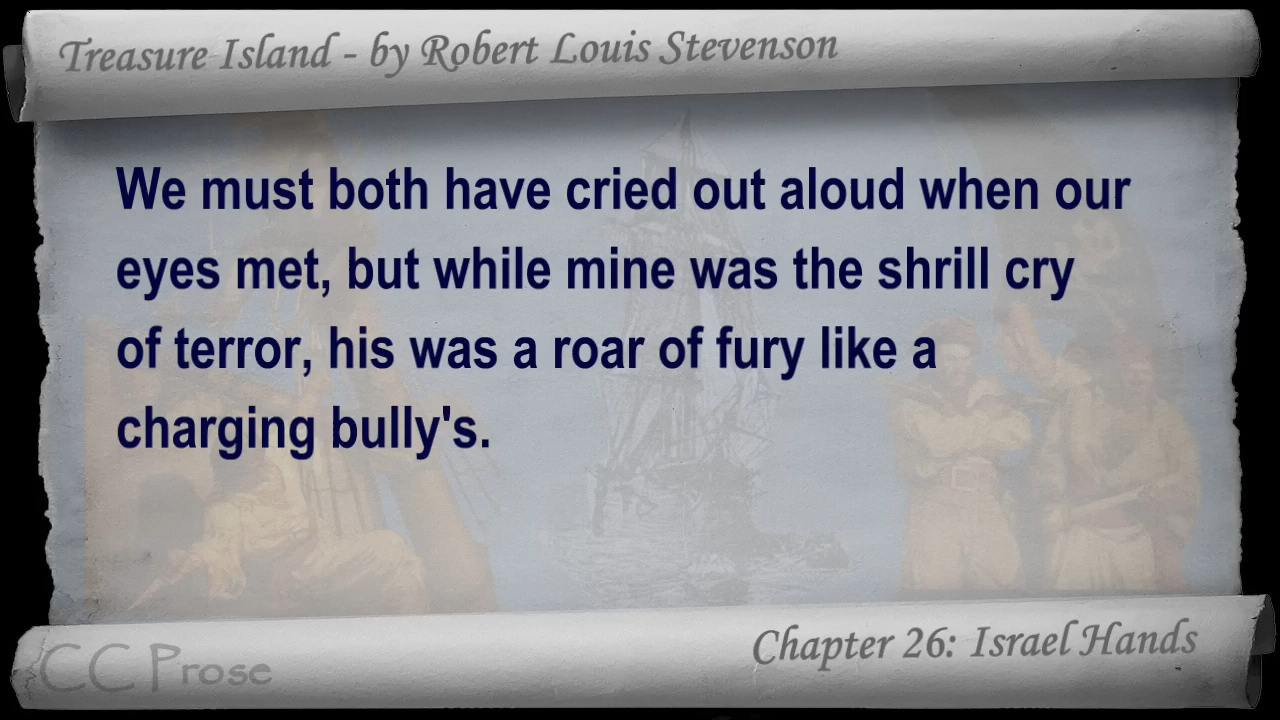 Treasure Island - by Robert Louis Stevenson
We must both have cried out aloud when our
eyes met, but while mine was the shrill cry
of terror, his was a roar of fury like a
charging bully's.
Chapter 26: Israel Hands
CC Prose